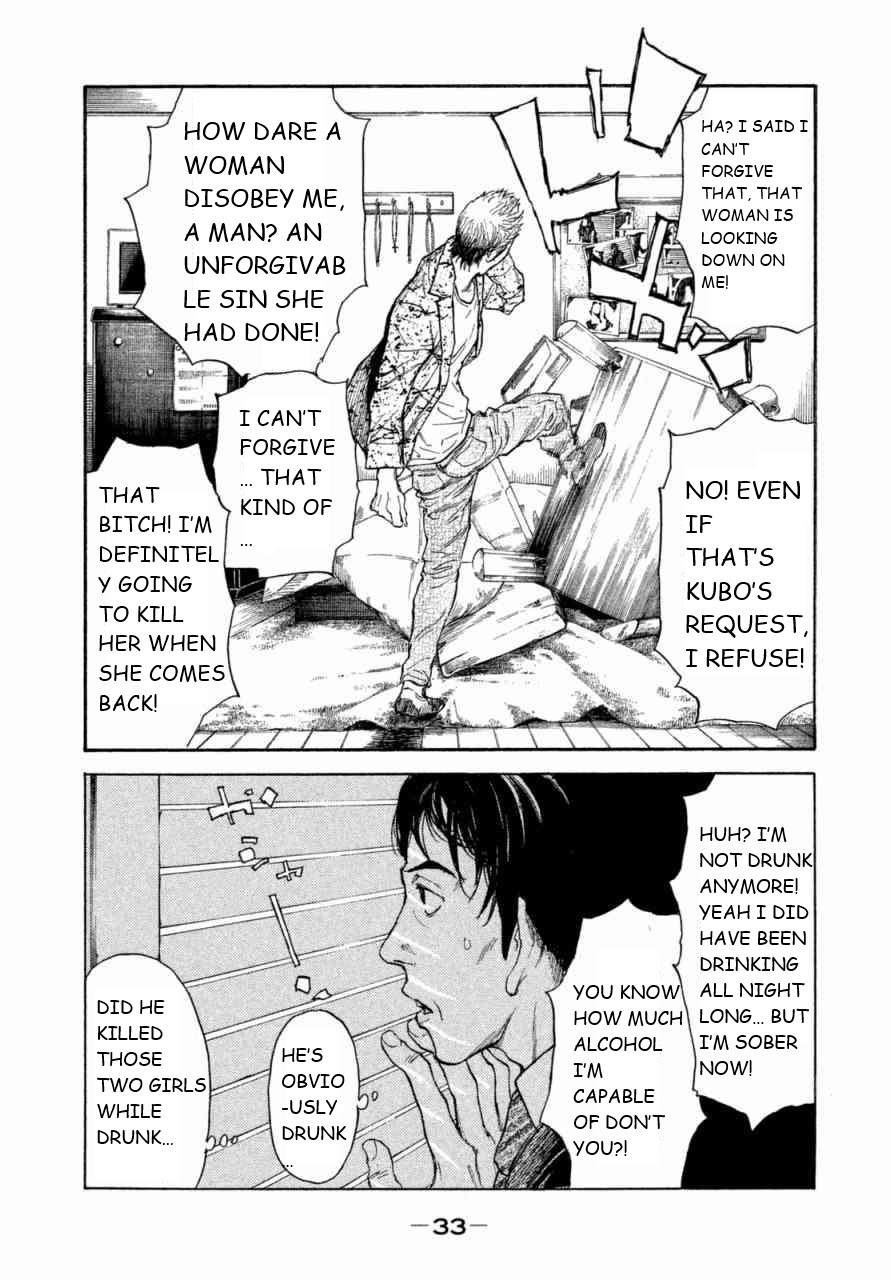 HA? I SAID I
CAN'T
FORGIVE
THAT, THAT
WOMAN IS
LOOKING
DOWN ON
ME!
HOW DARE A
WOMAN
DISOBEY ME,
A MAN? AN
UNFORGIVAB
LE SIN SHE
HAD DONE!
NO! EVEN
IF
THAT'S
KUBO'S
REQUEST,
I REFUSE!
I CAN'T
FORGIVE
... THAT
KIND OF
...
THAT
BITCH! I'M
DEFINITEL
Y GOING
TO KILL
HER WHEN
SHE COMES
BACK!
HUH? I'M
NOT DRUNK
ANYMORE!
YEAH I DID
HAVE BEEN
DRINKING
ALL NIGHT
LONG... BUT
I'M SOBER
NOW!
YOU KNOW
HOW MUCH
ALCOHOL
I'M
CAPABLE
OF DON'T
YOU?!
HE'S
OBVIO
-USLY
DRUNK
...
DID HE
KILLED
THOSE
TWO GIRLS
WHILE
DRUNK...
-33-